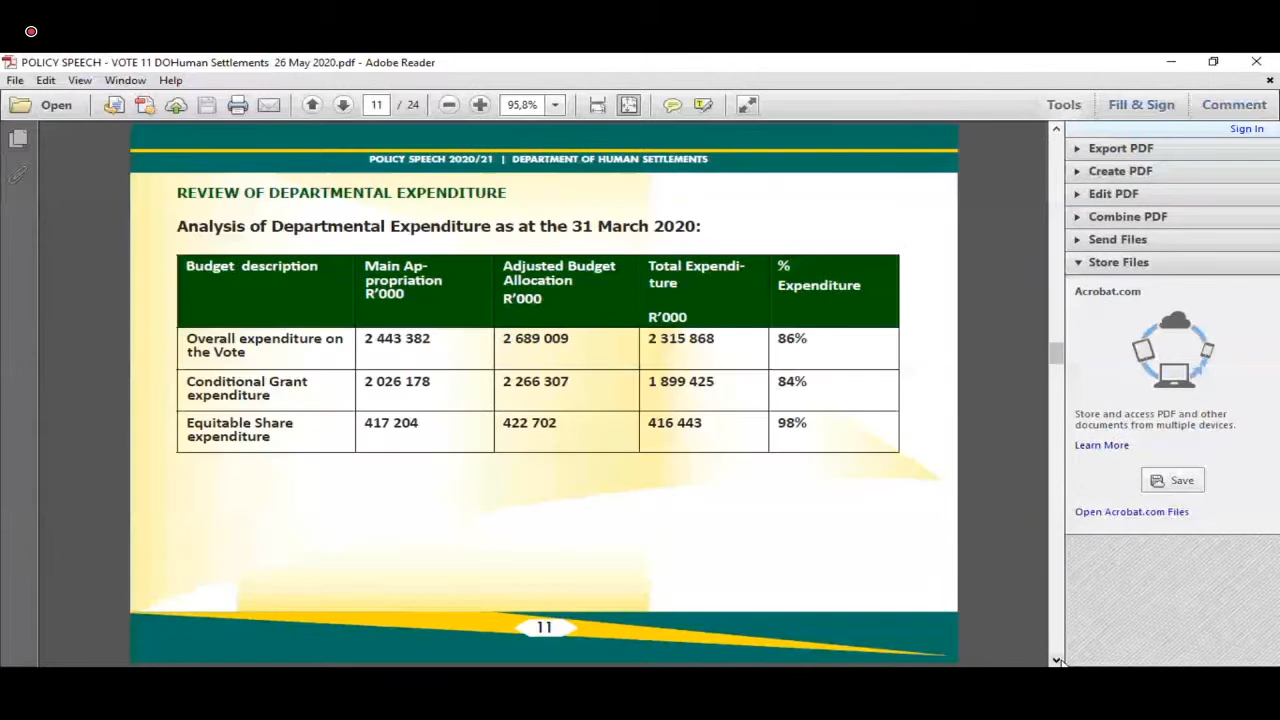 POLICY SPEECH - VOTE 11 DOHuman Settlements 26 May 2020.pdf - Adobe Reader
File Edit View Window Help
Open 11 / 24 95,8% Tools Fill & Sign Comment
Sign In
POLICY SPEECH 2020/21 | DEPARTMENT OF HUMAN SETTLEMENTS
REVIEW OF DEPARTMENTAL EXPENDITURE
Analysis of Departmental Expenditure as at the 31 March 2020:
Budget description
Main Ap-
propriation
R'000
Adjusted Budget
Allocation
R'000
Total Expendi-
ture
R'000
%
Expenditure
Overall expenditure on
the Vote
2 443 382
2 689 009
2 315 868
86%
Conditional Grant
expenditure
2 026 178
2 266 307
1 899 425
84%
Equitable Share
expenditure
417 204
422 702
416 443
98%
11
Export PDF
Create PDF
Edit PDF
Combine PDF
Send Files
Store Files
Acrobat.com
Store and access PDF and other
documents from multiple devices.
Learn More
Save
Open Acrobat.com Files